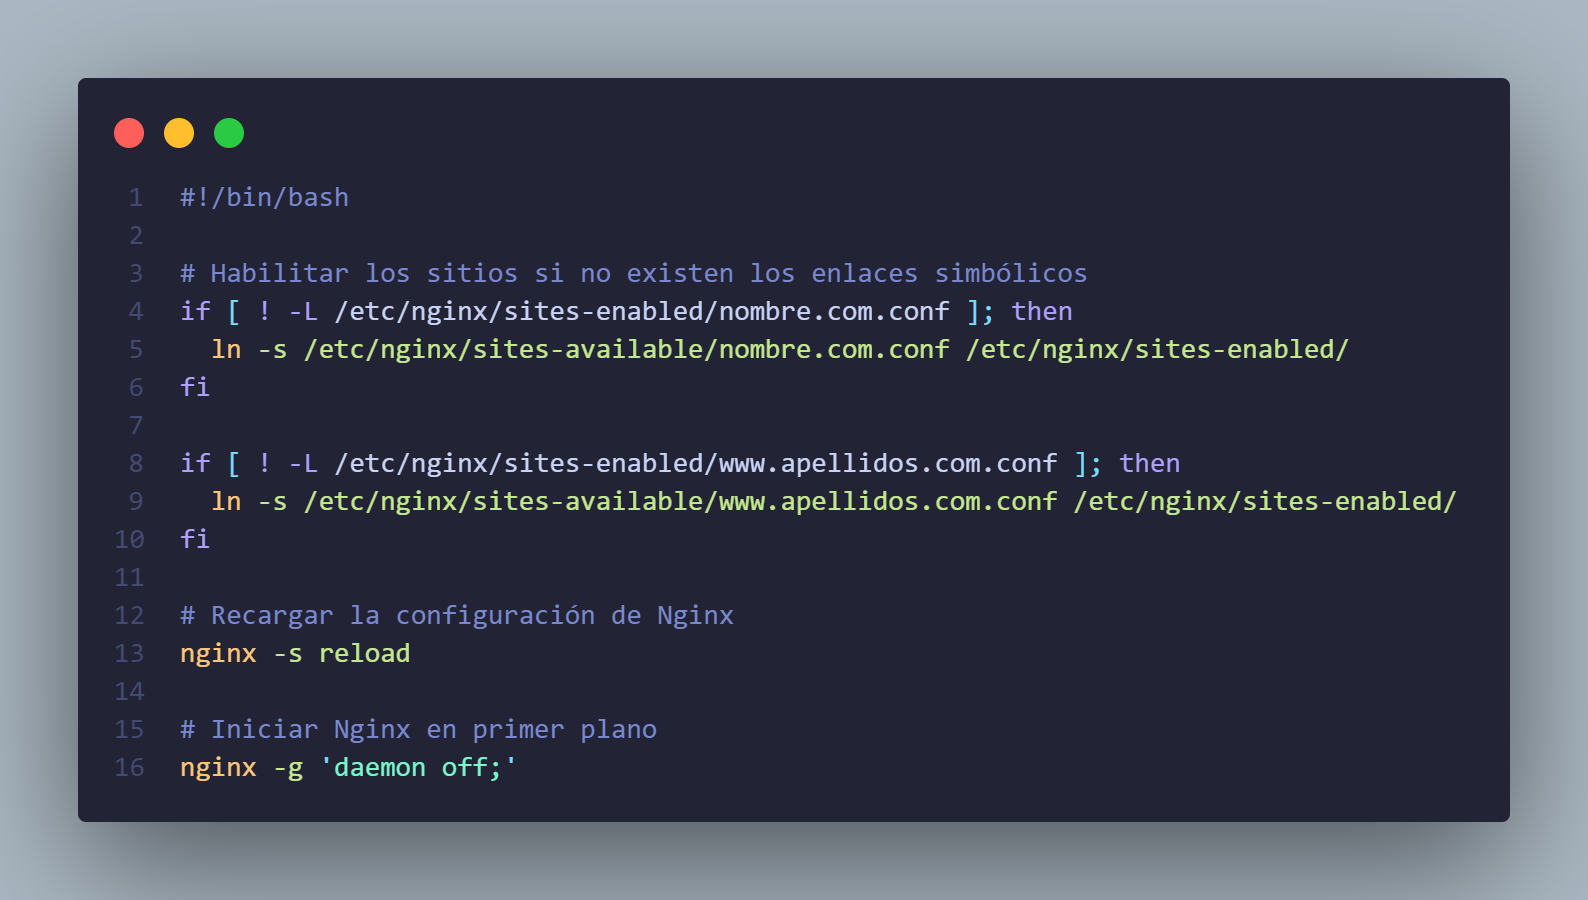 1 #!/bin/bash
2
3 # Habilitar los sitios si no existen los enlaces simbólicos
4 if [ ! -L /etc/nginx/sites-enabled/nombre.com.conf ]; then
5   ln -s /etc/nginx/sites-available/nombre.com.conf /etc/nginx/sites-enabled/
6 fi
7
8 if [ ! -L /etc/nginx/sites-enabled/www.apellidos.com.conf ]; then
9   ln -s /etc/nginx/sites-available/www.apellidos.com.conf /etc/nginx/sites-enabled/
10 fi
11
12 # Recargar la configuración de Nginx
13 nginx -s reload
14
15 # Iniciar Nginx en primer plano
16 nginx -g 'daemon off;'